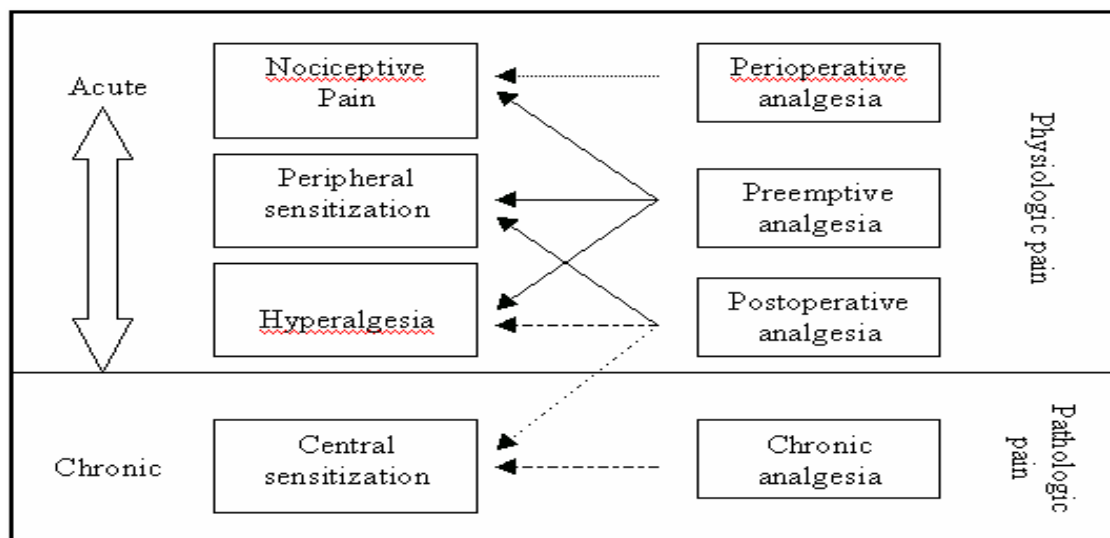 Acute
Nociceptive
Pain
Perioperative
analgesia
Peripheral
sensitization
Preemptive
analgesia
Hyperalgesia
Postoperative
analgesia
Physiologic pain
Chronic
Central
sensitization
Chronic
analgesia
Pathologic
pain